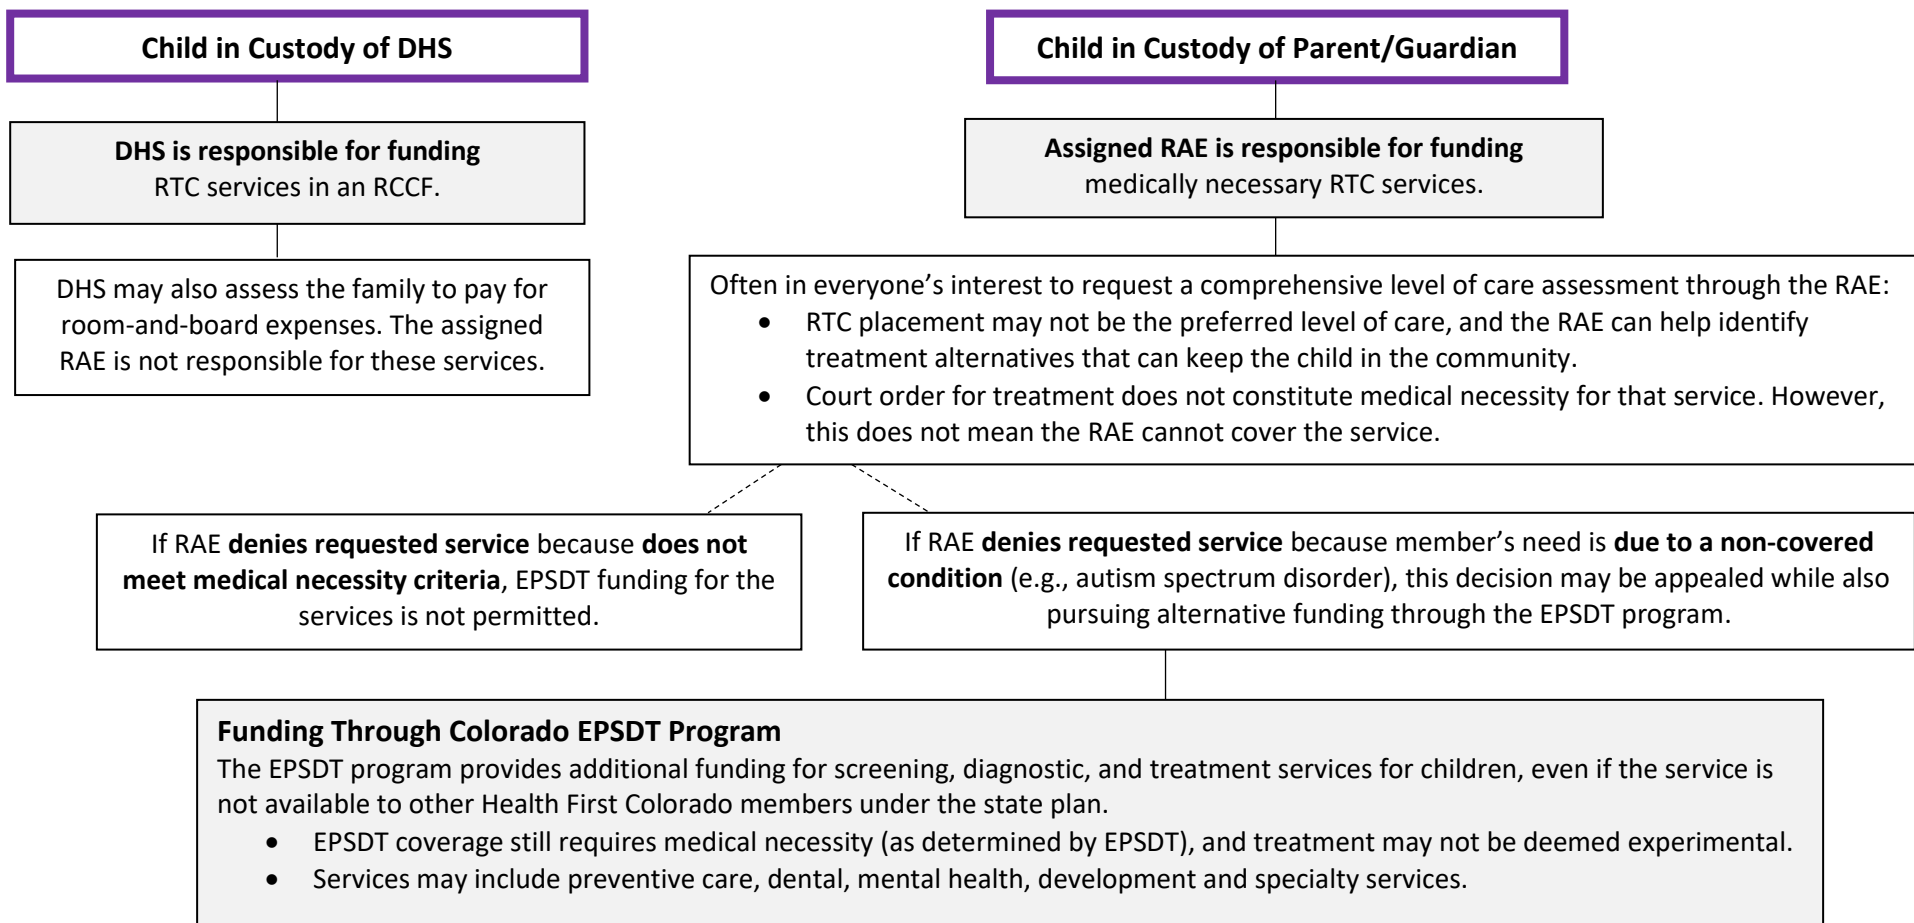 Child in Custody of DHS
DHS is responsible for funding
RTC services in an RCCF.
DHS may also assess the family to pay for
room-and-board expenses. The assigned
RAE is not responsible for these services.
Child in Custody of Parent/Guardian
Assigned RAE is responsible for funding
medically necessary RTC services.
Often in everyone’s interest to request a comprehensive level of care assessment through the RAE:
• RTC placement may not be the preferred level of care, and the RAE can help identify
treatment alternatives that can keep the child in the community.
• Court order for treatment does not constitute medical necessity for that service. However,
this does not mean the RAE cannot cover the service.
If RAE denies requested service because does not
meet medical necessity criteria, EPSDT funding for the
services is not permitted.
If RAE denies requested service because member’s need is due to a non-covered
condition (e.g., autism spectrum disorder), this decision may be appealed while also
pursuing alternative funding through the EPSDT program.
Funding Through Colorado EPSDT Program
The EPSDT program provides additional funding for screening, diagnostic, and treatment services for children, even if the service is
not available to other Health First Colorado members under the state plan.
• EPSDT coverage still requires medical necessity (as determined by EPSDT), and treatment may not be deemed experimental.
• Services may include preventive care, dental, mental health, development and specialty services.